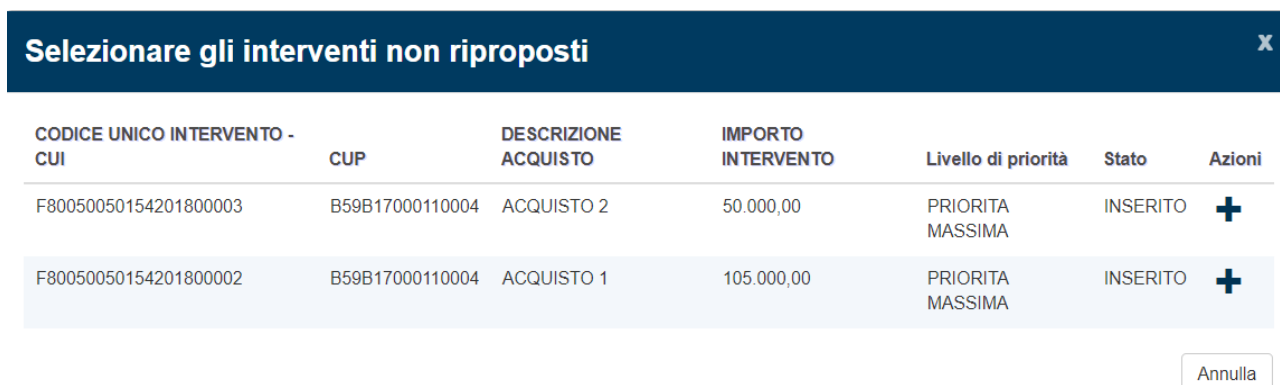 Selezionare gli interventi non riproposti x
CODICE UNICO INTERVENTO - CUI CUP DESCRIZIONE ACQUISTO IMPORTO INTERVENTO Livello di priorità Stato Azioni
F80050050154201800003 B59B17000110004 ACQUISTO 2 50.000,00 PRIORITA MASSIMA INSERITO
F80050050154201800002 B59B17000110004 ACQUISTO 1 105.000,00 PRIORITA MASSIMA INSERITO
Annulla